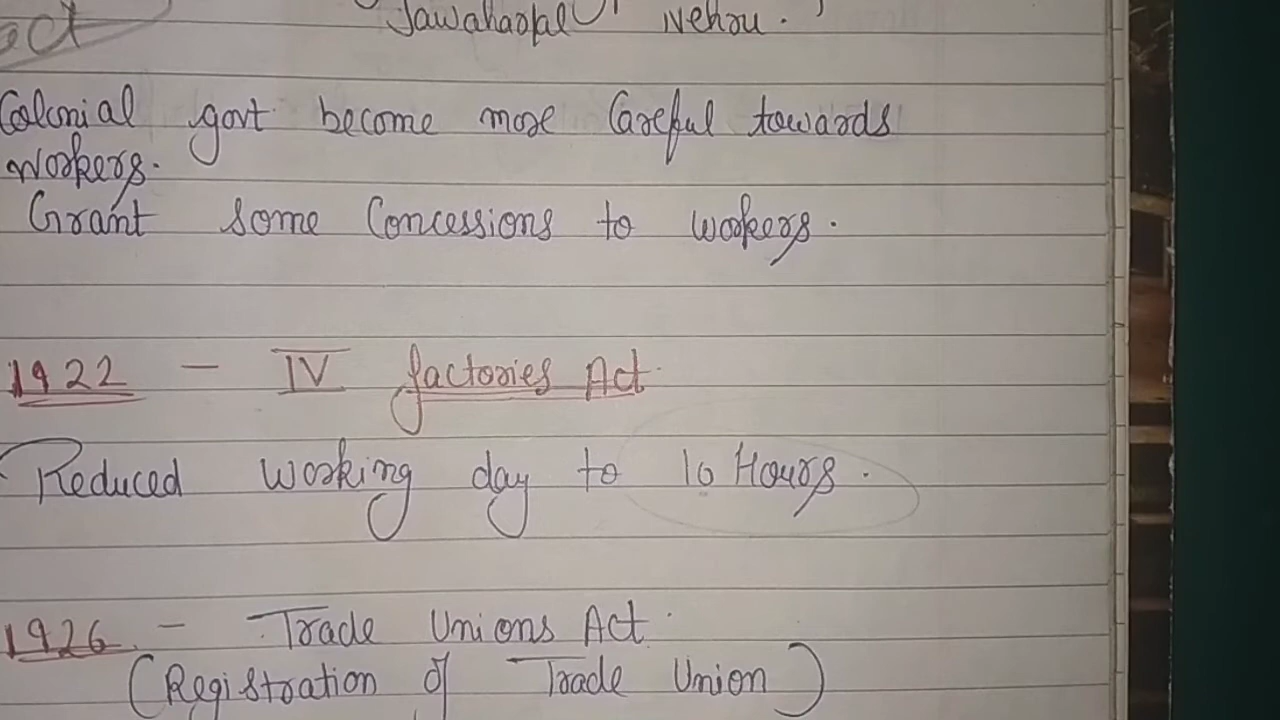 Jawaharlal Nehru.
Colonial govt become more Careful towards
workers.
Grant some Concessions to workers.
1922 - IV factories Act.
Reduced working day to 10 Hours.
1926 - Trade Unions Act.
(Registration of Trade Union)